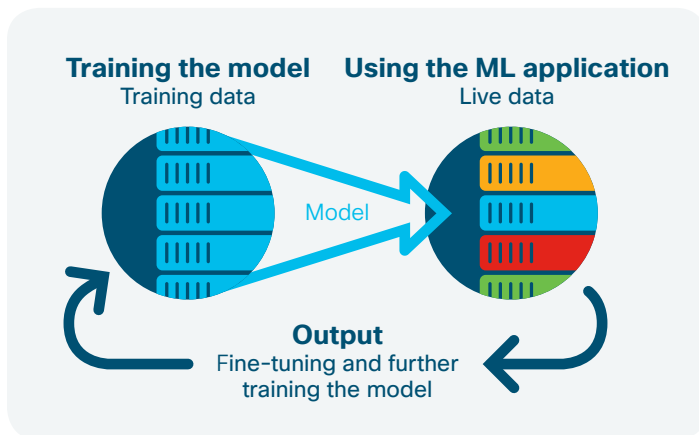 Training the model
Training data
Using the ML application
Live data
Model
Output
Fine-tuning and further
training the model